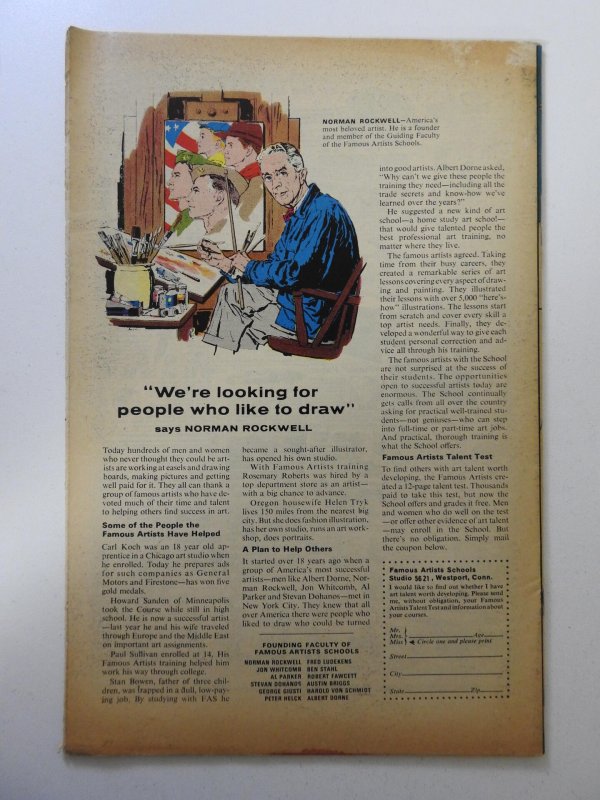 NORMAN ROCKWELL—America's
most beloved artist. He is a founder
and member of the Guiding Faculty
of the Famous Artists Schools.
"We're looking for
people who like to draw"
says NORMAN ROCKWELL
Today hundreds of men and women
who never thought they could be art-
ists are working at easels and drawing
boards, making pictures and getting
well paid for it. They all can thank a
group of famous artists who have de-
voted much of their time and talent
to helping others find success in art.
Some of the People the
Famous Artists Have Helped
Carl Koch was an 18 year old ap-
prentice in a Chicago art studio when
he enrolled. Today he prepares ads
for such companies as General
Motors and Firestone—has won five
gold medals.
Howard Sanden of Minneapolis
took the Course while still in high
school. He is now a successful artist
—last year he and his wife traveled
through Europe and the Middle East
on important art assignments.
Paul Sullivan enrolled at 14. His
Famous Artists training helped him
work his way through college.
Stan Bowen, father of three chil-
dren, was trapped in a dull, low-pay-
ing job. By studying with FAS he
became a sought-after illustrator,
has opened his own studio.
With Famous Artists training
Rosemary Roberts was hired by a
top department store as an artist—
with a big chance to advance.
Oregon housewife Helen Tryk
lives 150 miles from the nearest big
city. But she does fashion illustration,
has her own studio, runs an art work-
shop, does portraits.
A Plan to Help Others
It started over 18 years ago when a
group of America's most successful
artists—men like Albert Dorne, Nor-
man Rockwell, Jon Whitcomb, Al
Parker and Stevan Dohanos—met in
New York City. They knew that all
over America there were people who
liked to draw who could be turned
FOUNDING FACULTY OF
FAMOUS ARTISTS SCHOOLS
NORMAN ROCKWELL FRED LUDEKENS
JON WHITCOMB BEN STAHL
AL PARKER ROBERT FAWCETT
STEVAN DOHANOS AUSTIN BRIGGS
GEORGE GIUSTI HAROLD VON SCHMIDT
PETER HELCK ALBERT DORNE
into good artists. Albert Dorne asked,
"Why can't we give these people the
training they need—including all the
trade secrets and know-how we've
learned over the years?"
He suggested a new kind of art
school—a home study art school—
that would give talented people the
best professional art training, no
matter where they live.
The famous artists agreed. Taking
time from their busy careers, they
created a remarkable series of art
lessons covering every aspect of draw-
ing and painting. They illustrated
their lessons with over 5,000 "here's-
how" illustrations. The lessons start
from scratch and cover every skill a
top artist needs. Finally, they de-
veloped a wonderful way to give each
student personal correction and ad-
vice all through his training.
The famous artists with the School
are not surprised at the success of
their students. The opportunities
open to successful artists today are
enormous. The School continually
gets calls from all over the country
asking for practical well-trained stu-
dents—not geniuses—who can step
into full-time or part-time art jobs.
And practical, thorough training is
what the School offers.
Famous Artists Talent Test
To find others with art talent worth
developing, the Famous Artists cre-
ated a 12-page talent test. Thousands
paid to take this test, but now the
School offers and grades it free. Men
and women who do well on the test
—or offer other evidence of art talent
—may enroll in the School. But
there's no obligation. Simply mail
the coupon below.
Famous Artists Schools
Studio 5621, Westport, Conn.
I would like to find out whether I have
art talent worth developing. Please send
me, without obligation, your Famous
Artists Talent Test and information about
your courses.
Mr.
Mrs. Age
Miss Circle one and please print
Street
City
State Zip